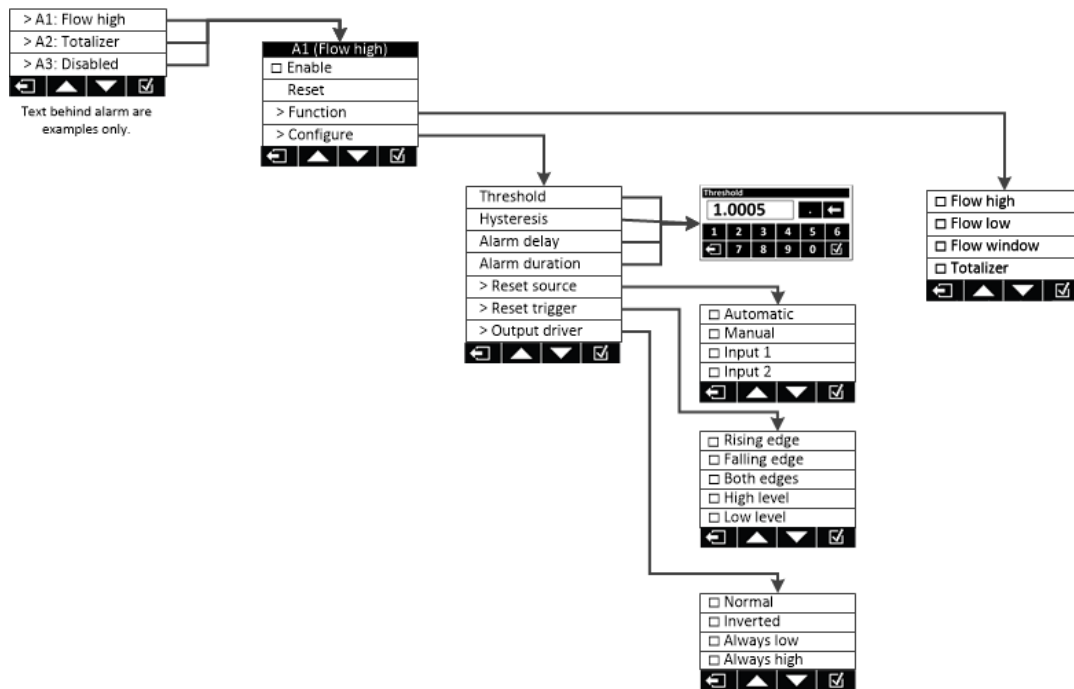 > A1: Flow high
> A2: Totalizer
> A3: Disabled
Text behind alarm are
examples only.
A1 (Flow high)
Enable
Reset
> Function
> Configure
Threshold
Hysteresis
Alarm delay
Alarm duration
> Reset source
> Reset trigger
> Output driver
Threshold
1.0005 .
1 2 3 4 5 6
7 8 9 0
Flow high
Flow low
Flow window
Totalizer
Automatic
Manual
Input 1
Input 2
Rising edge
Falling edge
Both edges
High level
Low level
Normal
Inverted
Always low
Always high